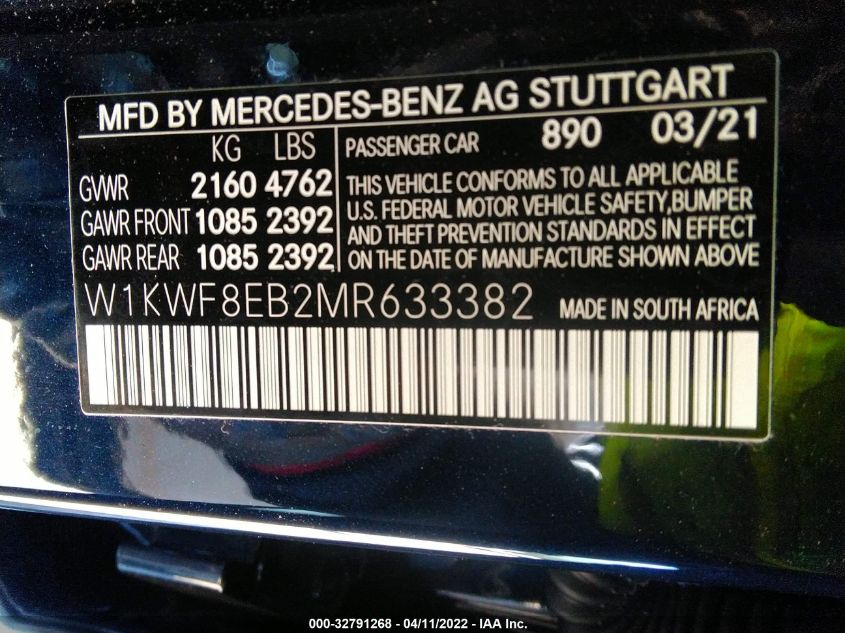 MFD BY MERCEDES-BENZ AG STUTTGART
KG LBS
GVWR 2160 4762
GAWR FRONT 1085 2392
GAWR REAR 1085 2392
PASSENGER CAR 890 03/21
THIS VEHICLE CONFORMS TO ALL APPLICABLE
U.S. FEDERAL MOTOR VEHICLE SAFETY,BUMPER
AND THEFT PREVENTION STANDARDS IN EFFECT
ON THE DATE OF MANUFACTURE SHOWN ABOVE
W1KWF8EB2MR633382
MADE IN SOUTH AFRICA
000-32791268 - 04/11/2022 - IAA Inc.